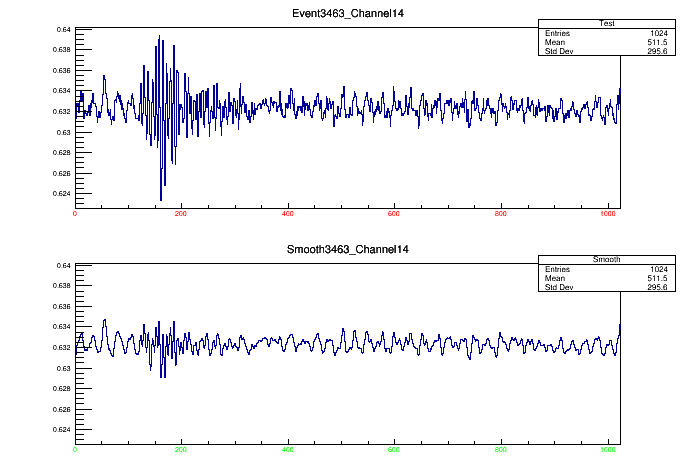 Event3463_Channel14
Test
Entries 1024
Mean 511.5
Std Dev 295.6
0.64
0.638
0.636
0.634
0.632
0.63
0.628
0.626
0.624
0 200 400 600 800 1000
Smooth3463_Channel14
Smooth
Entries 1024
Mean 511.5
Std Dev 295.6
0.64
0.638
0.636
0.634
0.632
0.63
0.628
0.626
0.624
0 200 400 600 800 1000